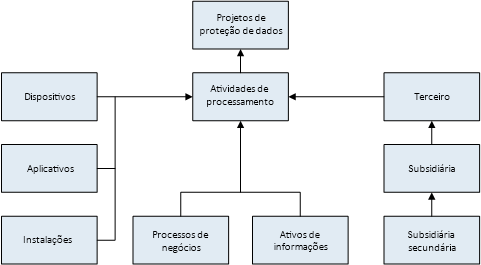 Projetos de
proteção de dados
Dispositivos
Atividades de
processamento
Terceiro
Aplicativos
Subsidiária
Instalações
Processos de
negócios
Ativos de
informações
Subsidiária
secundária